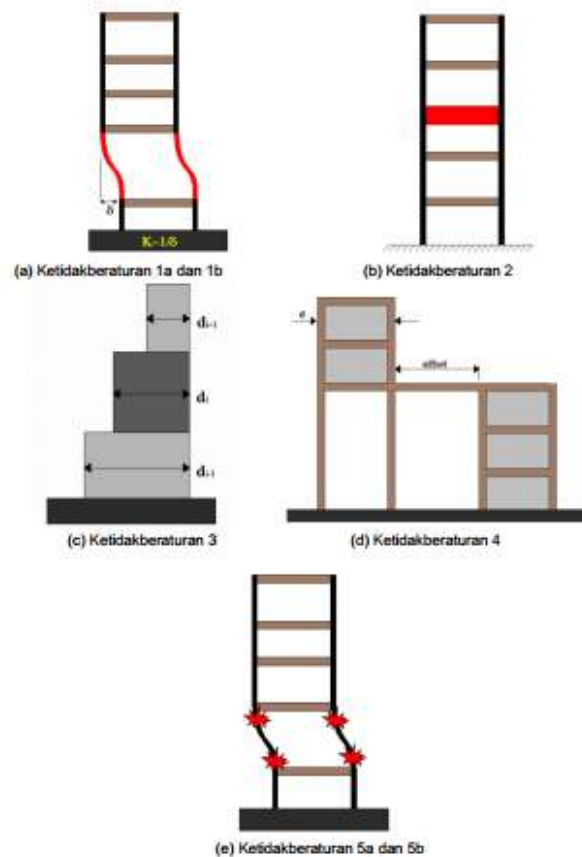 δ
K=1/δ
(a) Ketidakberaturan 1a dan 1b
(b) Ketidakberaturan 2
dᵢ₊₁
dᵢ
dᵢ₋₁
(c) Ketidakberaturan 3
offset
(d) Ketidakberaturan 4
(e) Ketidakberaturan 5a dan 5b